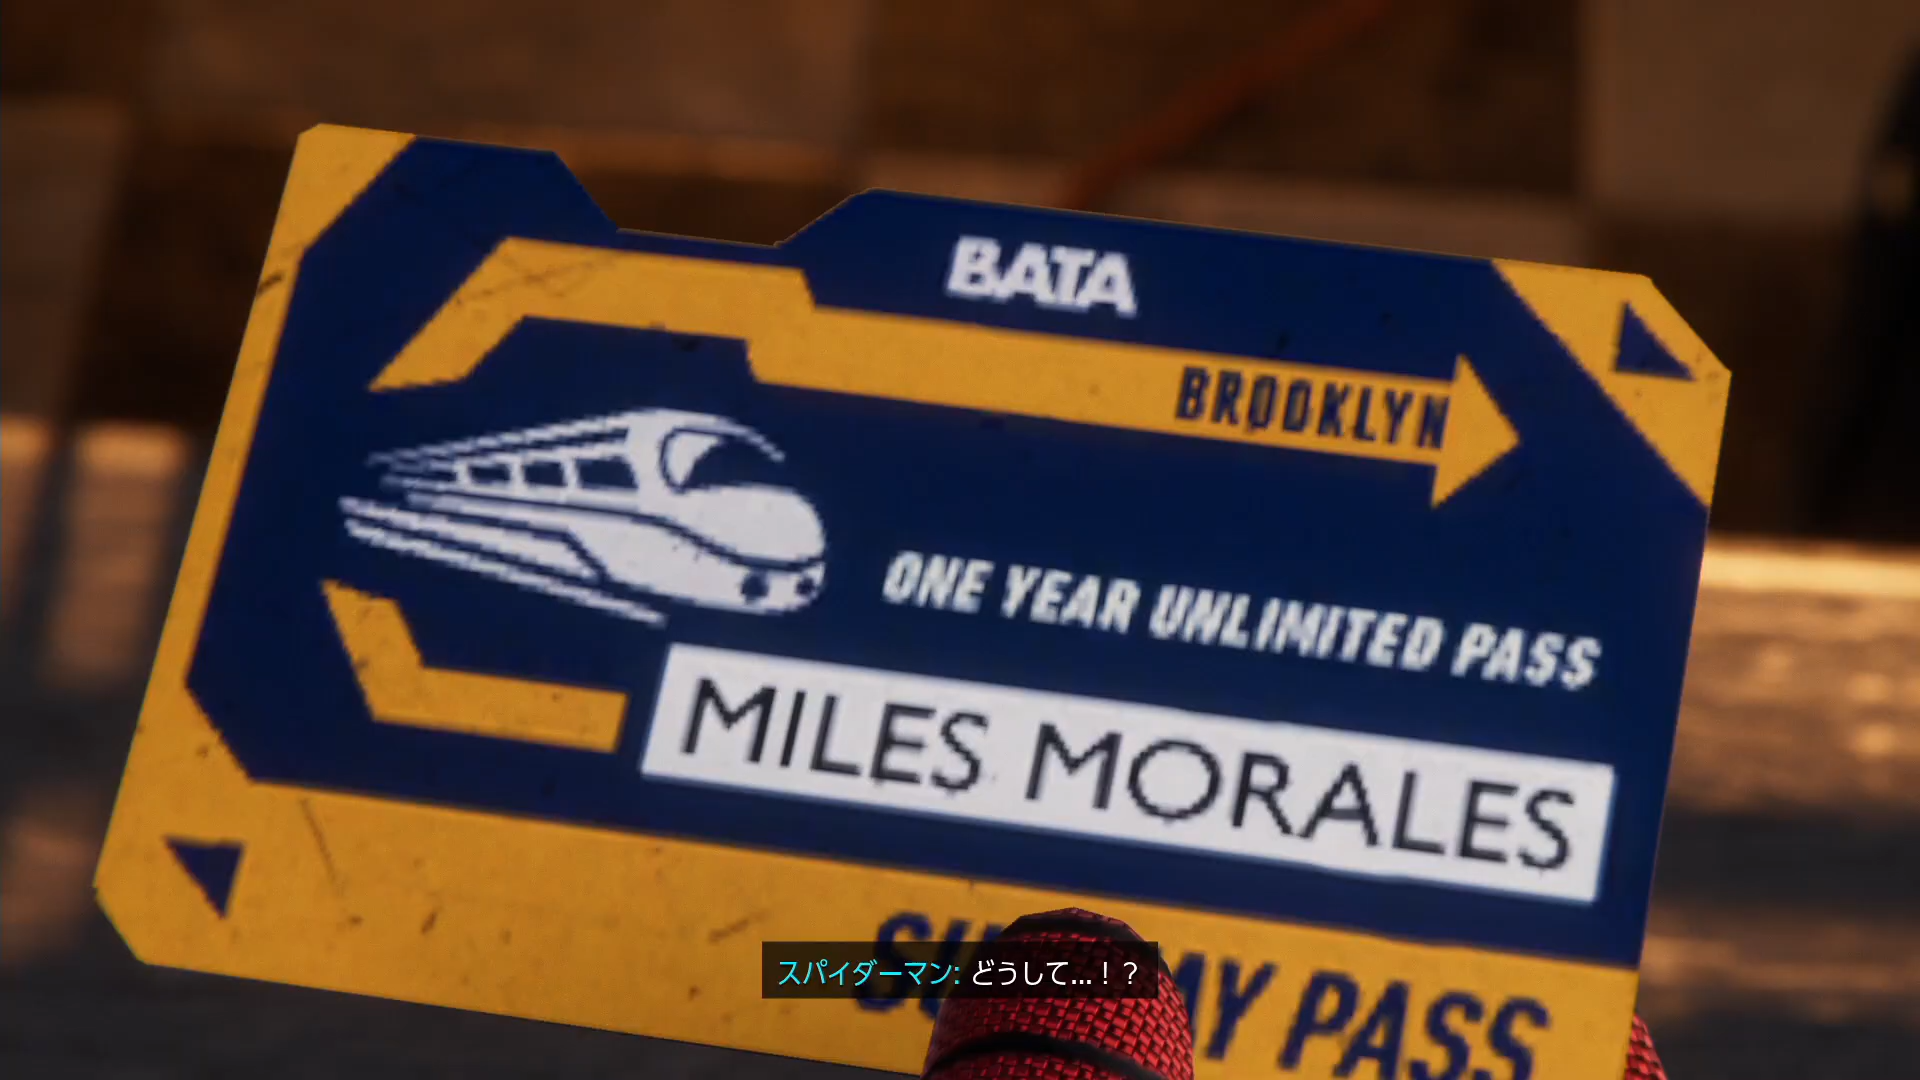 BATA
BROOKLYN
ONE YEAR UNLIMITED PASS
MILES MORALES
PASS
スパイダーマン: どうして...！？